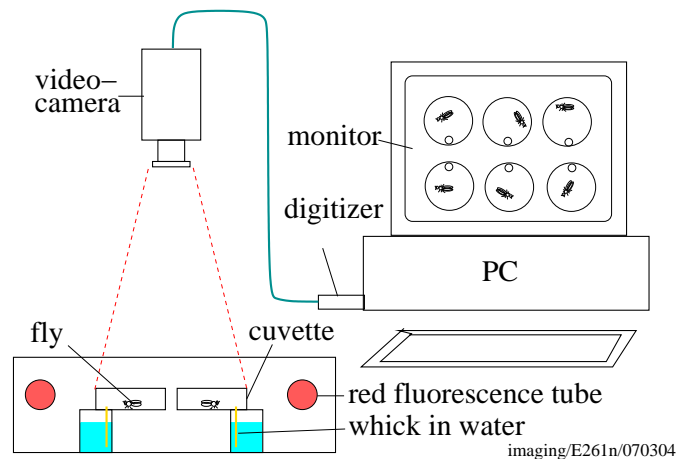 video–
camera
monitor
digitizer
PC
fly
cuvette
red fluorescence tube
whick in water
imaging/E261n/070304